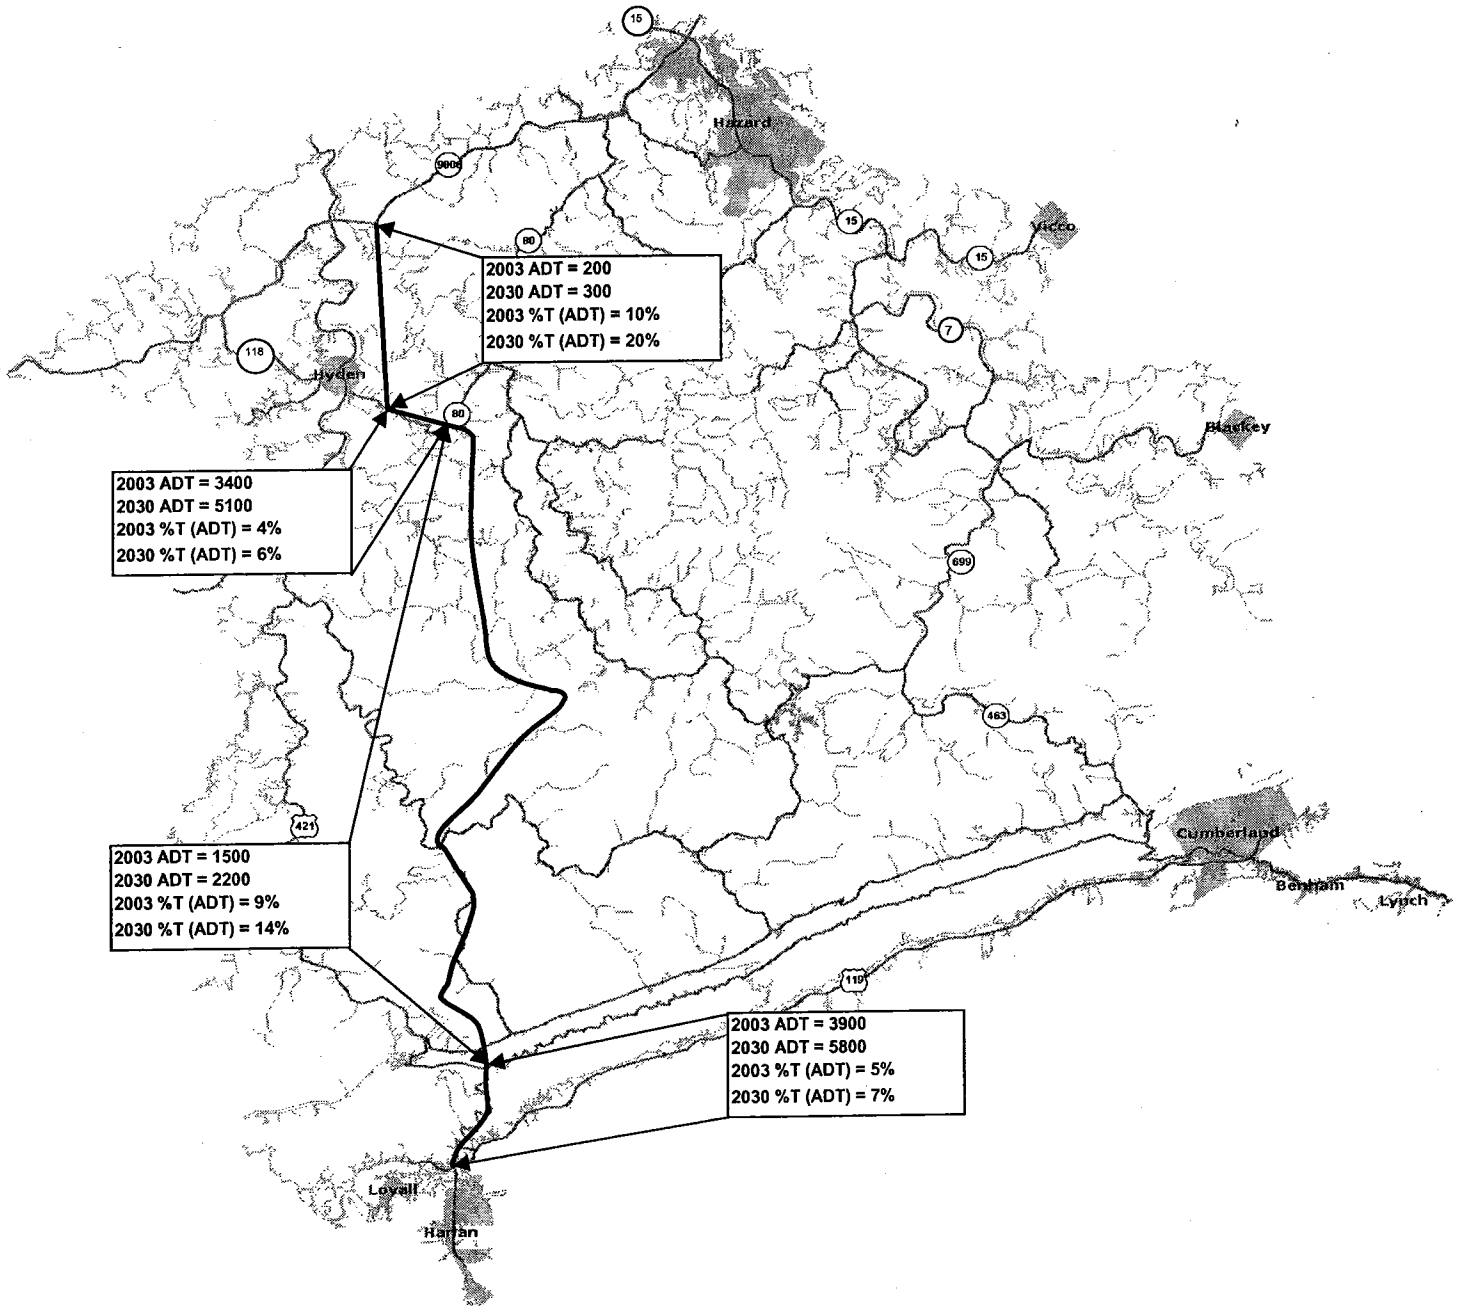 15
Hazard
9006
15
Vicco
80
15
2003 ADT = 200
2030 ADT = 300
2003 %T (ADT) = 10%
2030 %T (ADT) = 20%
7
118
Hyden
80
Blackey
2003 ADT = 3400
2030 ADT = 5100
2003 %T (ADT) = 4%
2030 %T (ADT) = 6%
699
463
421
Cumberland
2003 ADT = 1500
2030 ADT = 2200
2003 %T (ADT) = 9%
2030 %T (ADT) = 14%
Benham
Lynch
119
2003 ADT = 3900
2030 ADT = 5800
2003 %T (ADT) = 5%
2030 %T (ADT) = 7%
Loyall
Harlan